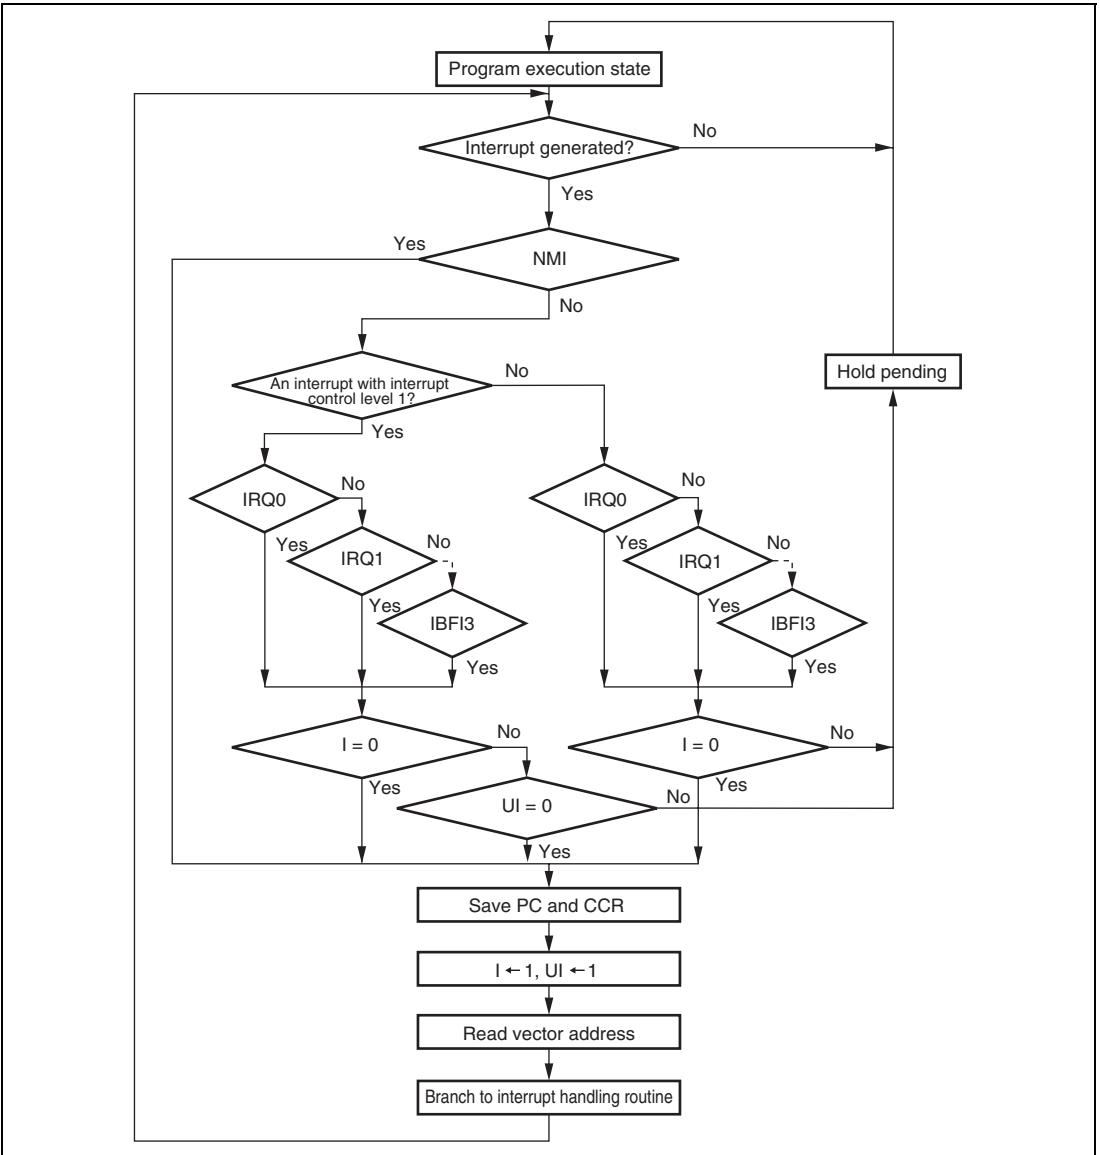 Program execution state
Interrupt generated?
No
Yes
NMI
Yes
No
An interrupt with interrupt
control level 1?
No
Yes
Hold pending
IRQ0
No
Yes
IRQ1
No
Yes
IBFI3
Yes
IRQ0
No
Yes
IRQ1
No
Yes
IBFI3
Yes
I = 0
No
Yes
UI = 0
No
Yes
I = 0
No
Yes
Save PC and CCR
I ← 1, UI ← 1
Read vector address
Branch to interrupt handling routine